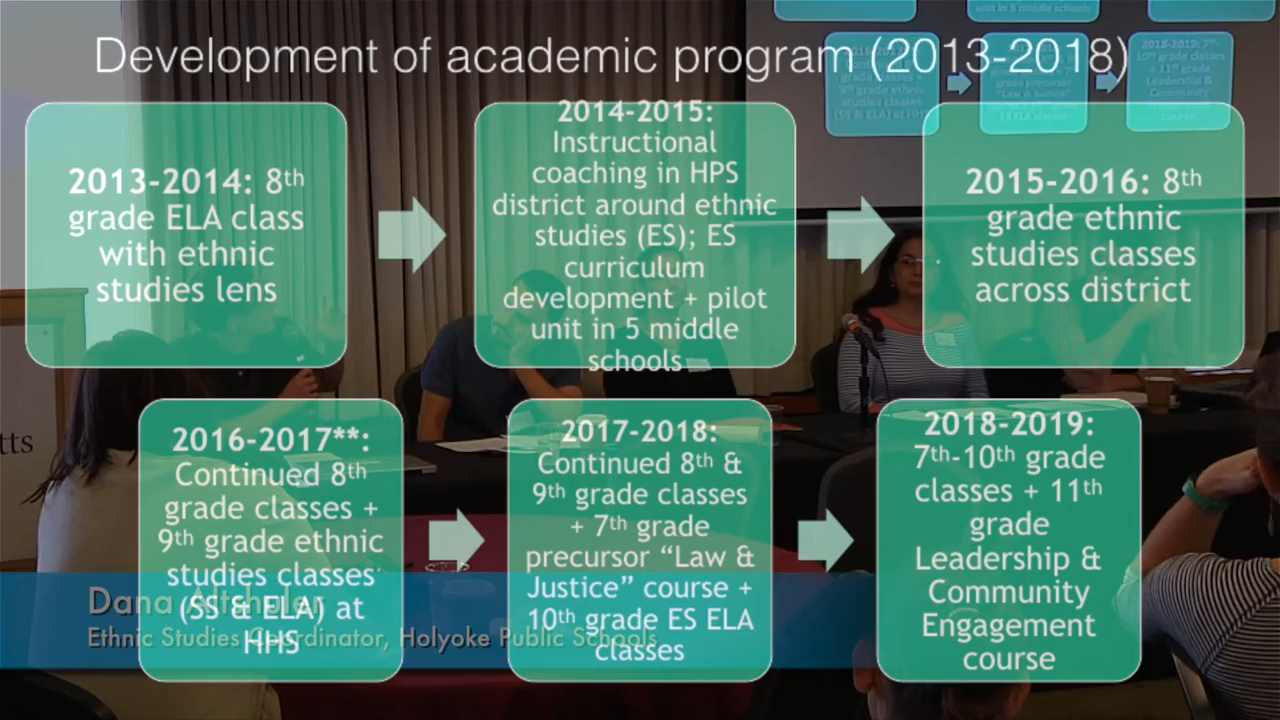 Development of academic program (2013-2018)
2013-2014: 8th
grade ELA class
with ethnic
studies lens
2014-2015:
Instructional
coaching in HPS
district around ethnic
studies (ES); ES
curriculum
development + pilot
unit in 5 middle
schools
2015-2016: 8th
grade ethnic
studies classes
across district
2016-2017**:
Continued 8th
grade classes +
9th grade ethnic
studies classes
(SS & ELA) at
HHS
2017-2018:
Continued 8th &
9th grade classes
+ 7th grade
precursor “Law &
Justice” course +
10th grade ES ELA
classes
2018-2019:
7th-10th grade
classes + 11th
grade
Leadership &
Community
Engagement
course
Dana Altshuler
Ethnic Studies Coordinator, Holyoke Public Schools
tts